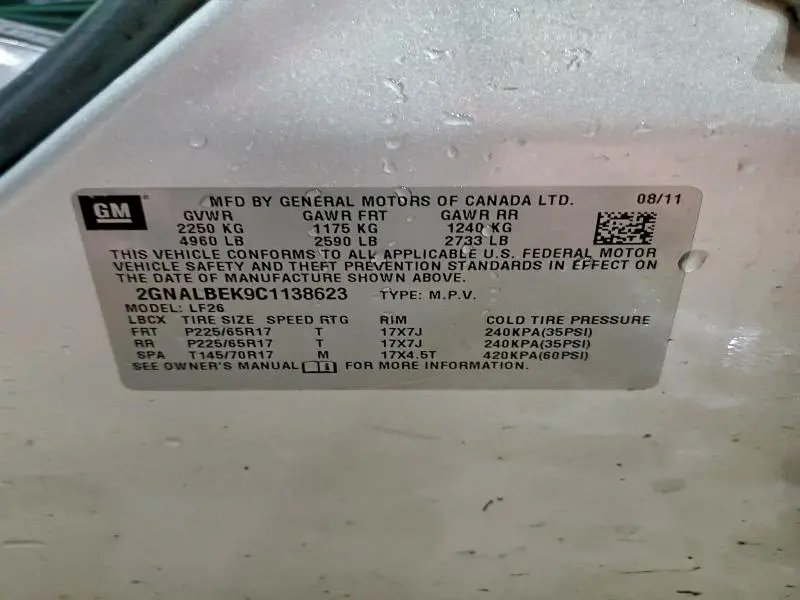 GM MFD BY GENERAL MOTORS OF CANADA LTD. 08/11
GVWR GAWR FRT GAWR RR
2250 KG 1175 KG 1240 KG
4960 LB 2590 LB 2733 LB
THIS VEHICLE CONFORMS TO ALL APPLICABLE U.S. FEDERAL MOTOR
VEHICLE SAFETY AND THEFT PREVENTION STANDARDS IN EFFECT ON
THE DATE OF MANUFACTURE SHOWN ABOVE.
2GNALBEK9C1138623 TYPE: M.P.V.
MODEL: LF26
LBCX TIRE SIZE SPEED RTG RIM COLD TIRE PRESSURE
FRT P225/65R17 T 17X7J 240KPA(35PSI)
RR P225/65R17 T 17X7J 240KPA(35PSI)
SPA T145/70R17 M 17X4.5T 420KPA(60PSI)
SEE OWNER'S MANUAL FOR MORE INFORMATION.